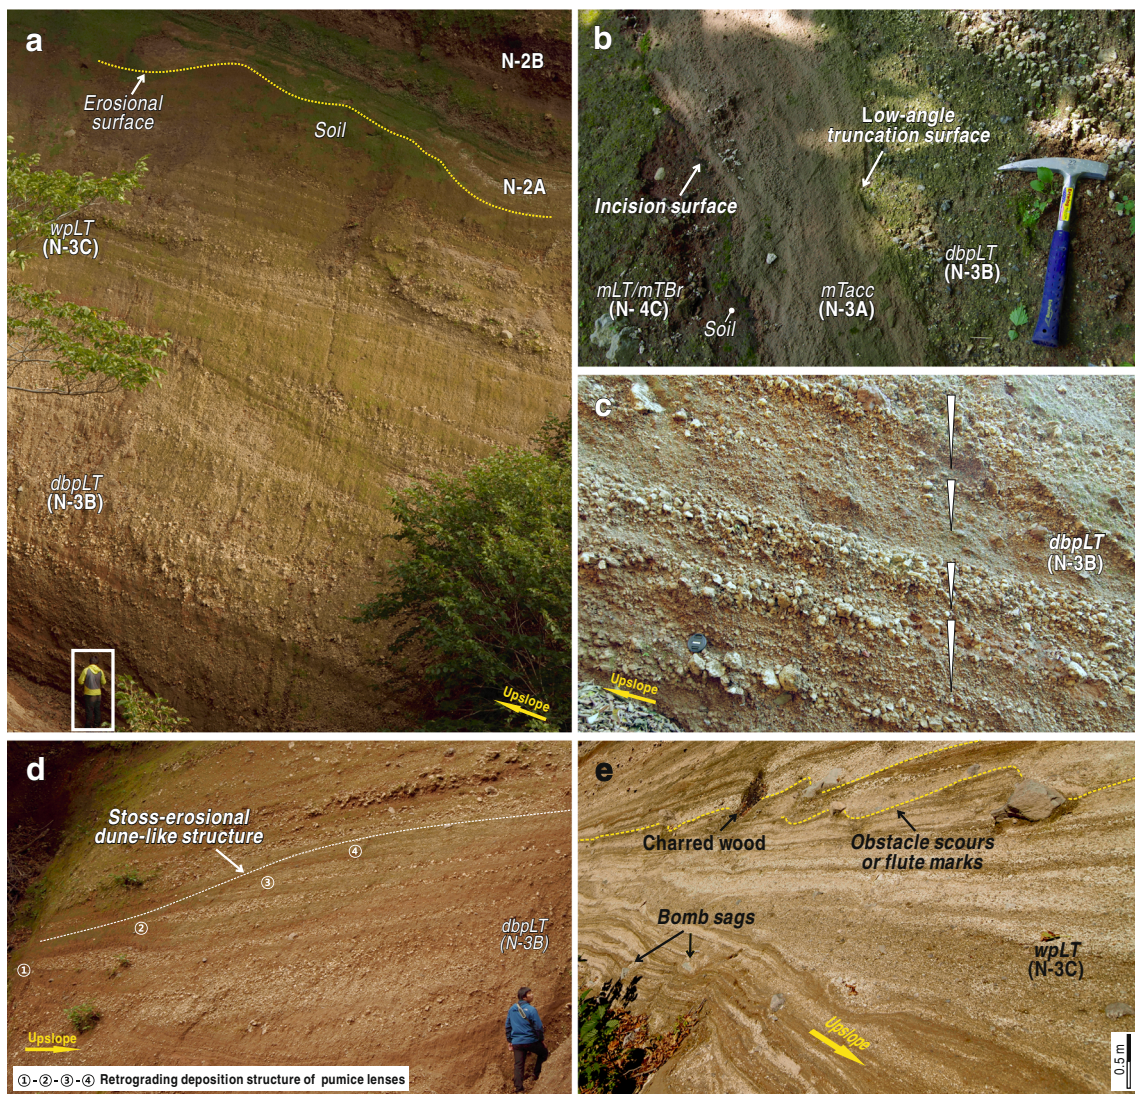 a
N-2B
Erosional
surface
Soil
N-2A
wpLT
(N-3C)
dbpLT
(N-3B)
Upslope
b
Low-angle
truncation surface
Incision surface
dbpLT
(N-3B)
mLT/mTBr
(N- 4C)
mTacc
(N-3A)
Soil
c
dbpLT
(N-3B)
Upslope
d
Stoss-erosional
dune-like structure
④
③
②
①
dbpLT
(N-3B)
Upslope
①-②-③-④ Retrograding deposition structure of pumice lenses
e
Charred wood
Obstacle scours
or flute marks
Bomb sags
wpLT
(N-3C)
Upslope
0.5 m